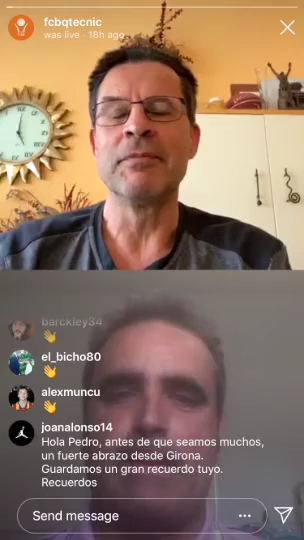 fcbqtecnic
was live · 18h ago
barckley34
el_bicho80
alexmuncu
joanalonso14
Hola Pedro, antes de que seamos muchos,
un fuerte abrazo desde Girona.
Guardamos un gran recuerdo tuyo.
Recuerdos
Send message